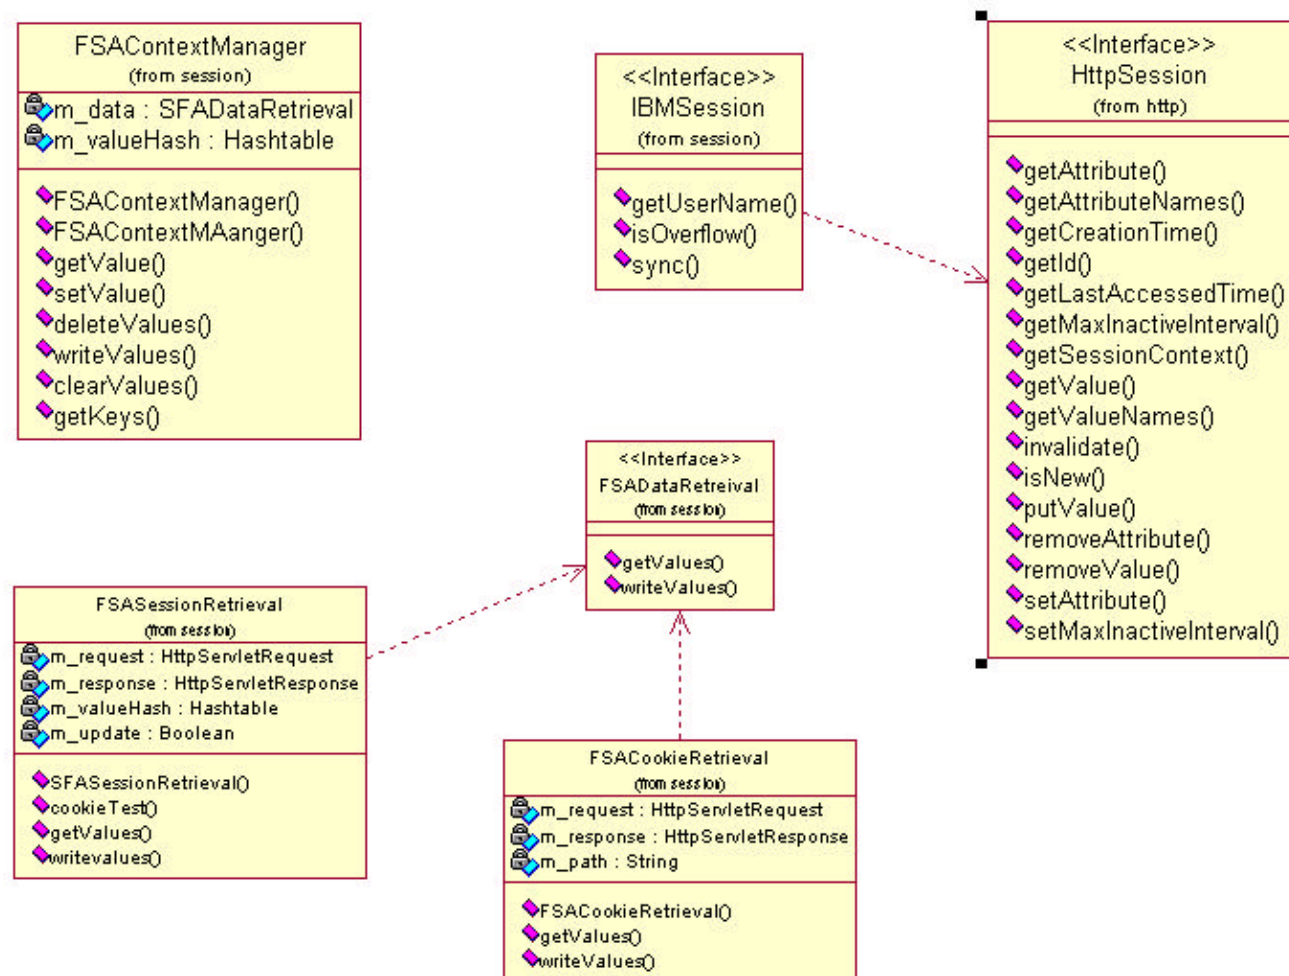 FSAContextManager
(from session)
m_data : SFADataRetrieval
m_valueHash : Hashtable
FSAContextManager()
FSAContextMAanger()
getValue()
setValue()
deleteValues()
writeValues()
clearValues()
getKeys()
<<Interface>>
IBMSession
(from session)
getUserName()
isOverflow()
sync()
<<Interface>>
HttpSession
(from http)
getAttribute()
getAttributeNames()
getCreationTime()
getId()
getLastAccessedTime()
getMaxInactiveInterval()
getSessionContext()
getValue()
getValueNames()
invalidate()
isNew()
putValue()
removeAttribute()
removeValue()
setAttribute()
setMaxInactiveInterval()
<<Interface>>
FSADataRetreival
(from session)
getValues()
writeValues()
FSASessionRetrieval
(from session)
m_request : HttpServletRequest
m_response : HttpServletResponse
m_valueHash : Hashtable
m_update : Boolean
SFASessionRetrieval()
cookieTest()
getValues()
writevalues()
FSACookieRetrieval
(from session)
m_request : HttpServletRequest
m_response : HttpServletResponse
m_path : String
FSACookieRetrieval()
getValues()
writeValues()